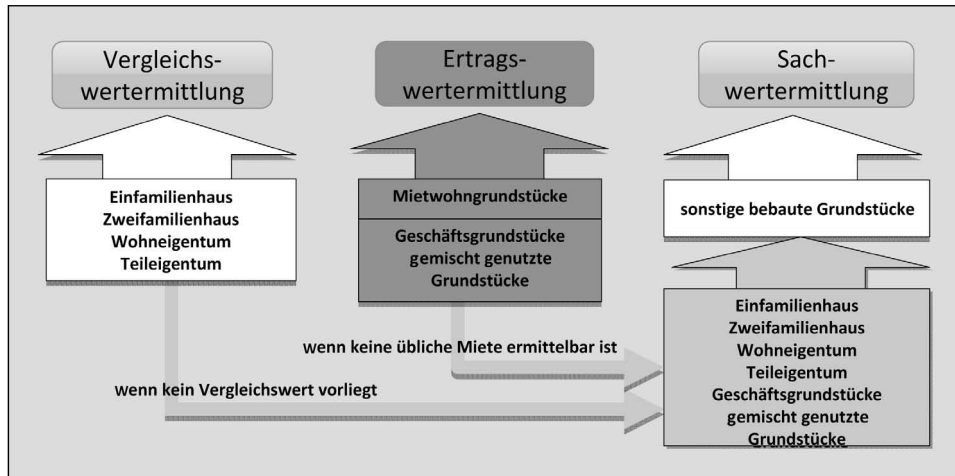 Vergleichs-
wertermittlung
Ertrags-
wertermittlung
Sach-
wertermittlung
Einfamilienhaus
Zweifamilienhaus
Wohneigentum
Teileigentum
Mietwohngrundstücke
Geschäftsgrundstücke
gemischt genutzte
Grundstücke
sonstige bebaute Grundstücke
wenn keine übliche Miete ermittelbar ist
wenn kein Vergleichswert vorliegt
Einfamilienhaus
Zweifamilienhaus
Wohneigentum
Teileigentum
Geschäftsgrundstücke
gemischt genutzte
Grundstücke